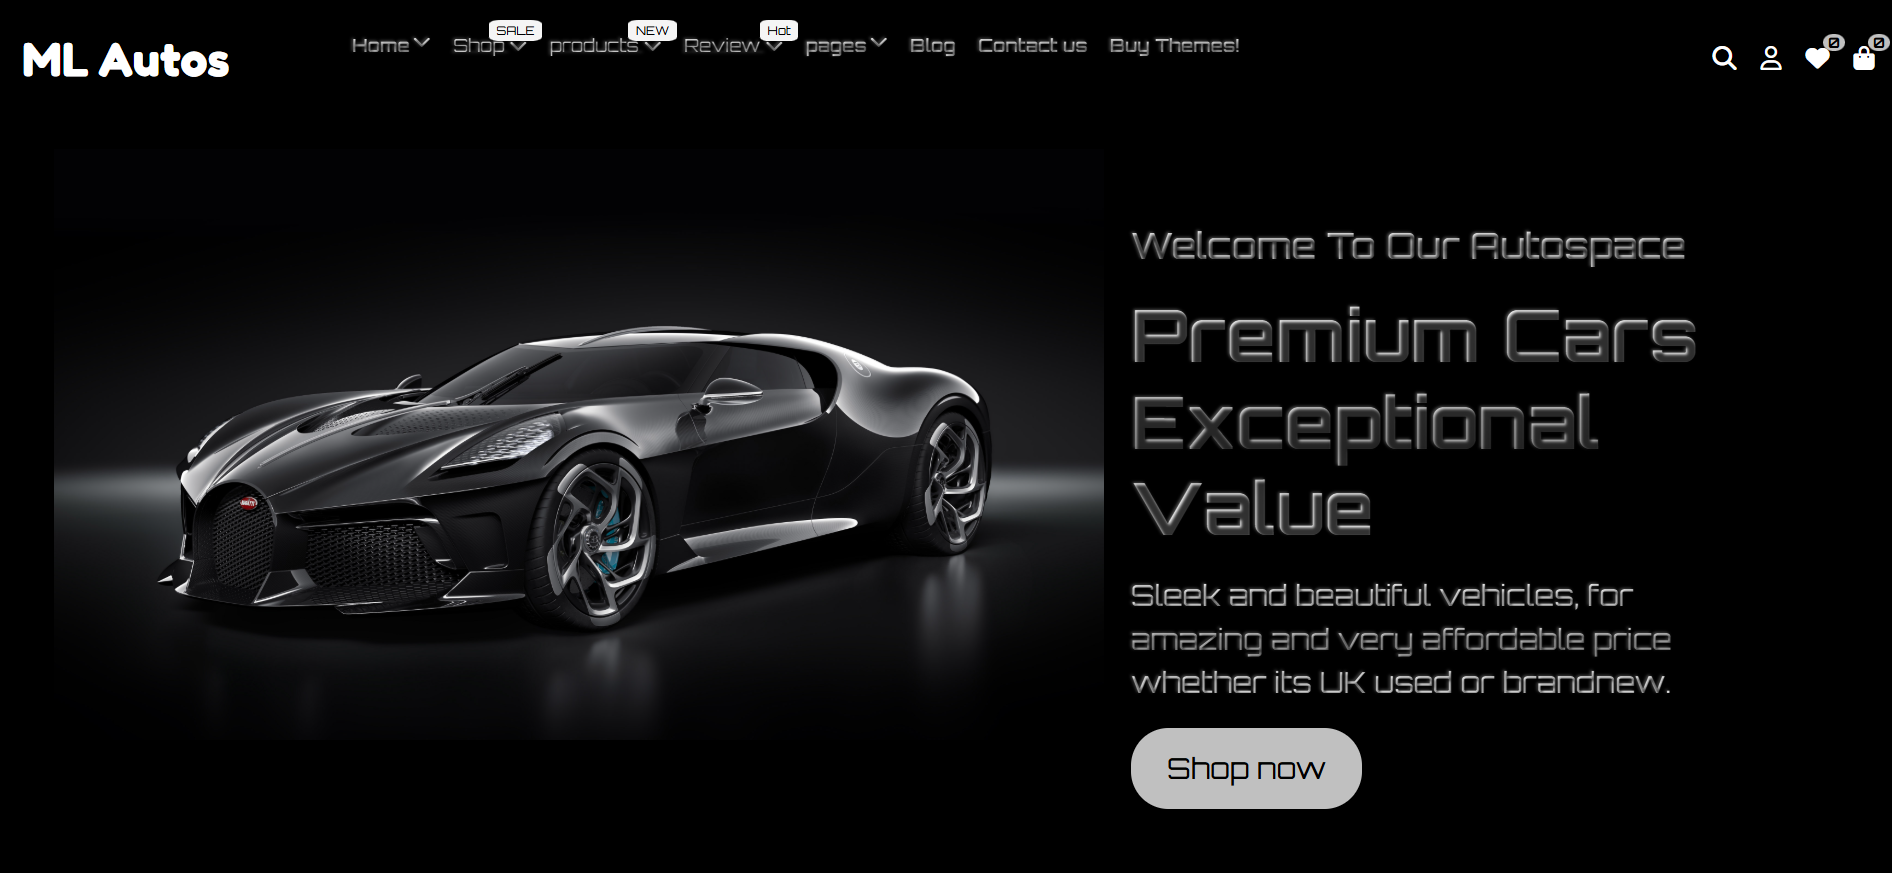 ML Autos
Home Shop SALE products NEW Review Hot pages Blog Contact us Buy Themes!
0 0
Welcome To Our Autospace
Premium Cars
Exceptional
Value
Sleek and beautiful vehicles, for
amazing and very affordable price
whether its UK used or brandnew.
Shop now